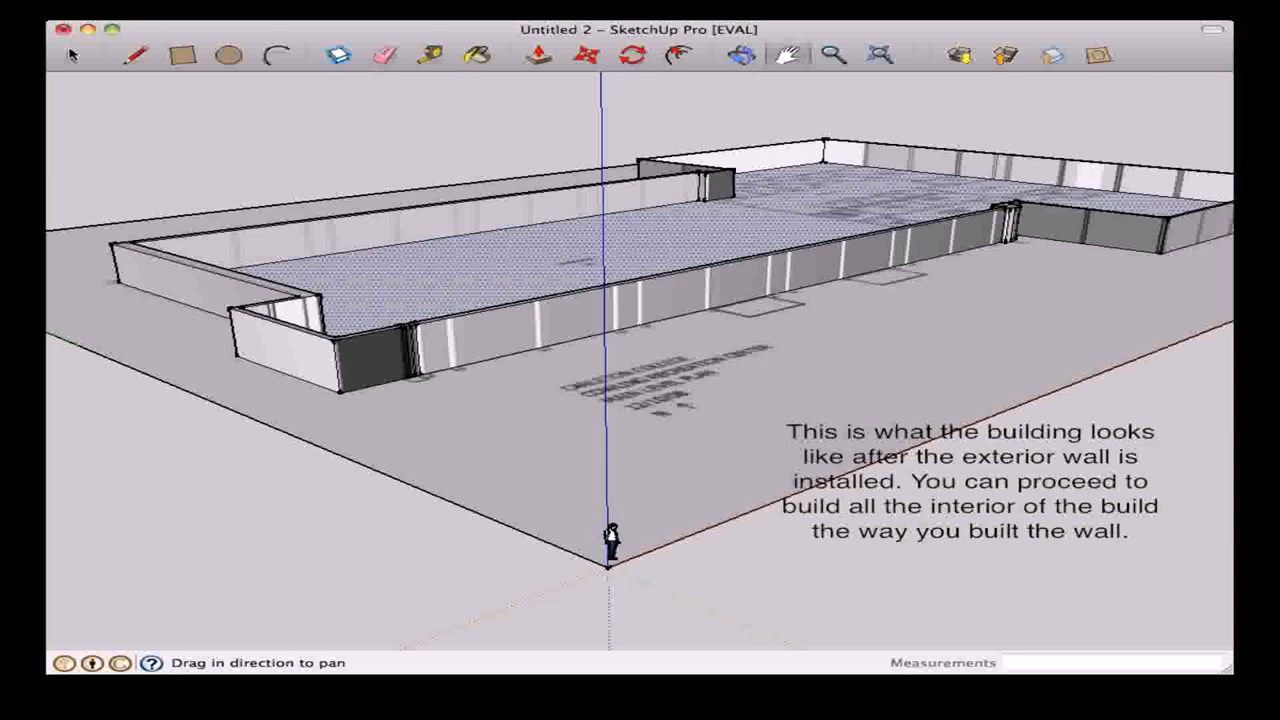 Untitled 2 – SketchUp Pro [EVAL]
This is what the building looks
like after the exterior wall is
installed. You can proceed to
build all the interior of the build
the way you built the wall.
Drag in direction to pan
Measurements